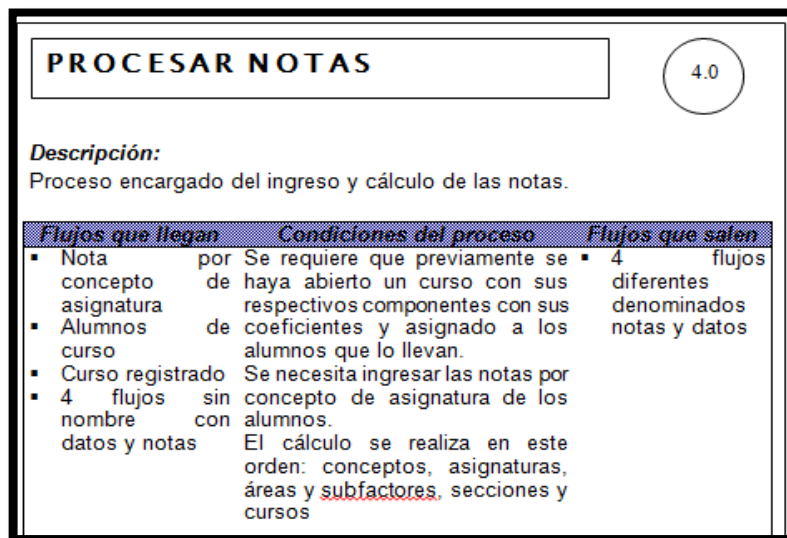 PROCESAR NOTAS
4.0
Descripción:
Proceso encargado del ingreso y cálculo de las notas.
Flujos que llegan
▪ Nota por
concepto de
asignatura
▪ Alumnos de
curso
▪ Curso registrado
▪ 4 flujos sin
nombre con
datos y notas
Condiciones del proceso
Se requiere que previamente se
haya abierto un curso con sus
respectivos componentes con sus
coeficientes y asignado a los
alumnos que lo llevan.
Se necesita ingresar las notas por
concepto de asignatura de los
alumnos.
El cálculo se realiza en este
orden: conceptos, asignaturas,
áreas y subfactores, secciones y
cursos
Flujos que salen
▪ 4 flujos
diferentes
denominados
notas y datos